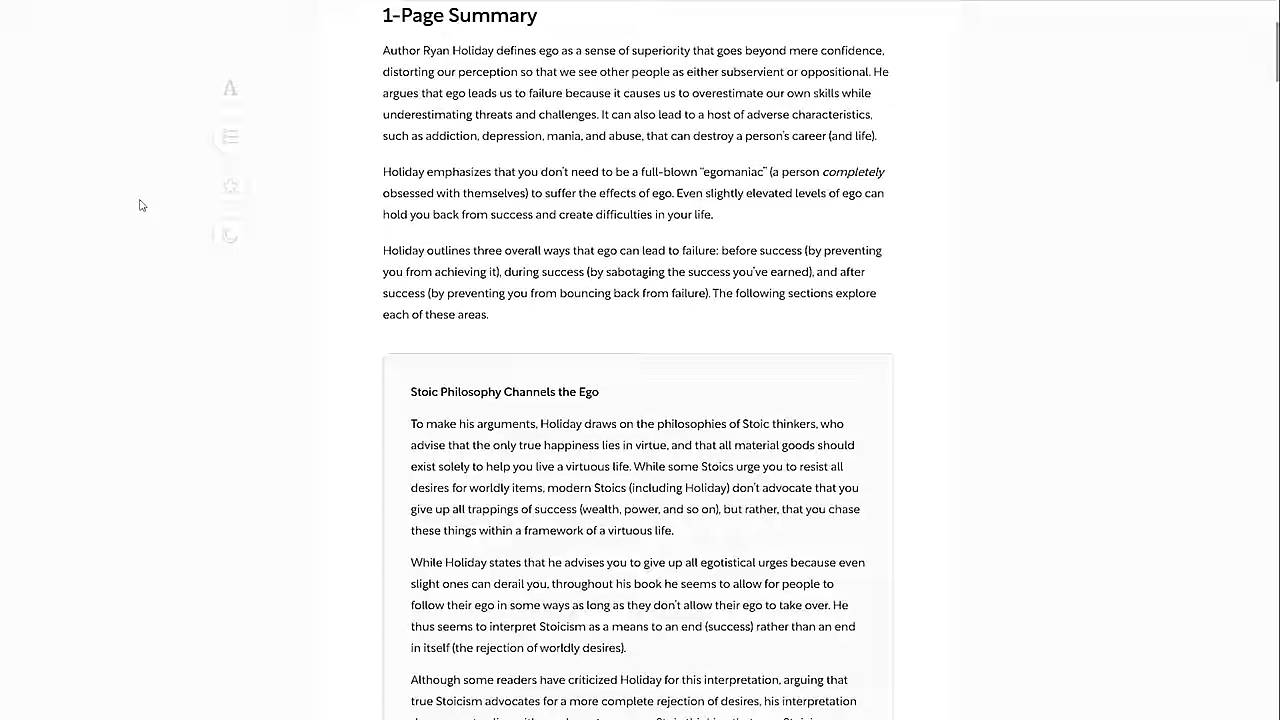 1-Page Summary
Author Ryan Holiday defines ego as a sense of superiority that goes beyond mere confidence,
distorting our perception so that we see other people as either subservient or oppositional. He
argues that ego leads us to failure because it causes us to overestimate our own skills while
underestimating threats and challenges. It can also lead to a host of adverse characteristics,
such as addiction, depression, mania, and abuse, that can destroy a person's career (and life).
Holiday emphasizes that you don't need to be a full-blown “egomaniac” (a person completely
obsessed with themselves) to suffer the effects of ego. Even slightly elevated levels of ego can
hold you back from success and create difficulties in your life.
Holiday outlines three overall ways that ego can lead to failure: before success (by preventing
you from achieving it), during success (by sabotaging the success you've earned), and after
success (by preventing you from bouncing back from failure). The following sections explore
each of these areas.
Stoic Philosophy Channels the Ego
To make his arguments, Holiday draws on the philosophies of Stoic thinkers, who
advise that the only true happiness lies in virtue, and that all material goods should
exist solely to help you live a virtuous life. While some Stoics urge you to resist all
desires for worldly items, modern Stoics (including Holiday) don't advocate that you
give up all trappings of success (wealth, power, and so on), but rather, that you chase
these things within a framework of a virtuous life.
While Holiday states that he advises you to give up all egotistical urges because even
slight ones can derail you, throughout his book he seems to allow for people to
follow their ego in some ways as long as they don't allow their ego to take over. He
thus seems to interpret Stoicism as a means to an end (success) rather than an end
in itself (the rejection of worldly desires).
Although some readers have criticized Holiday for this interpretation, arguing that
true Stoicism advocates for a more complete rejection of desires, his interpretation